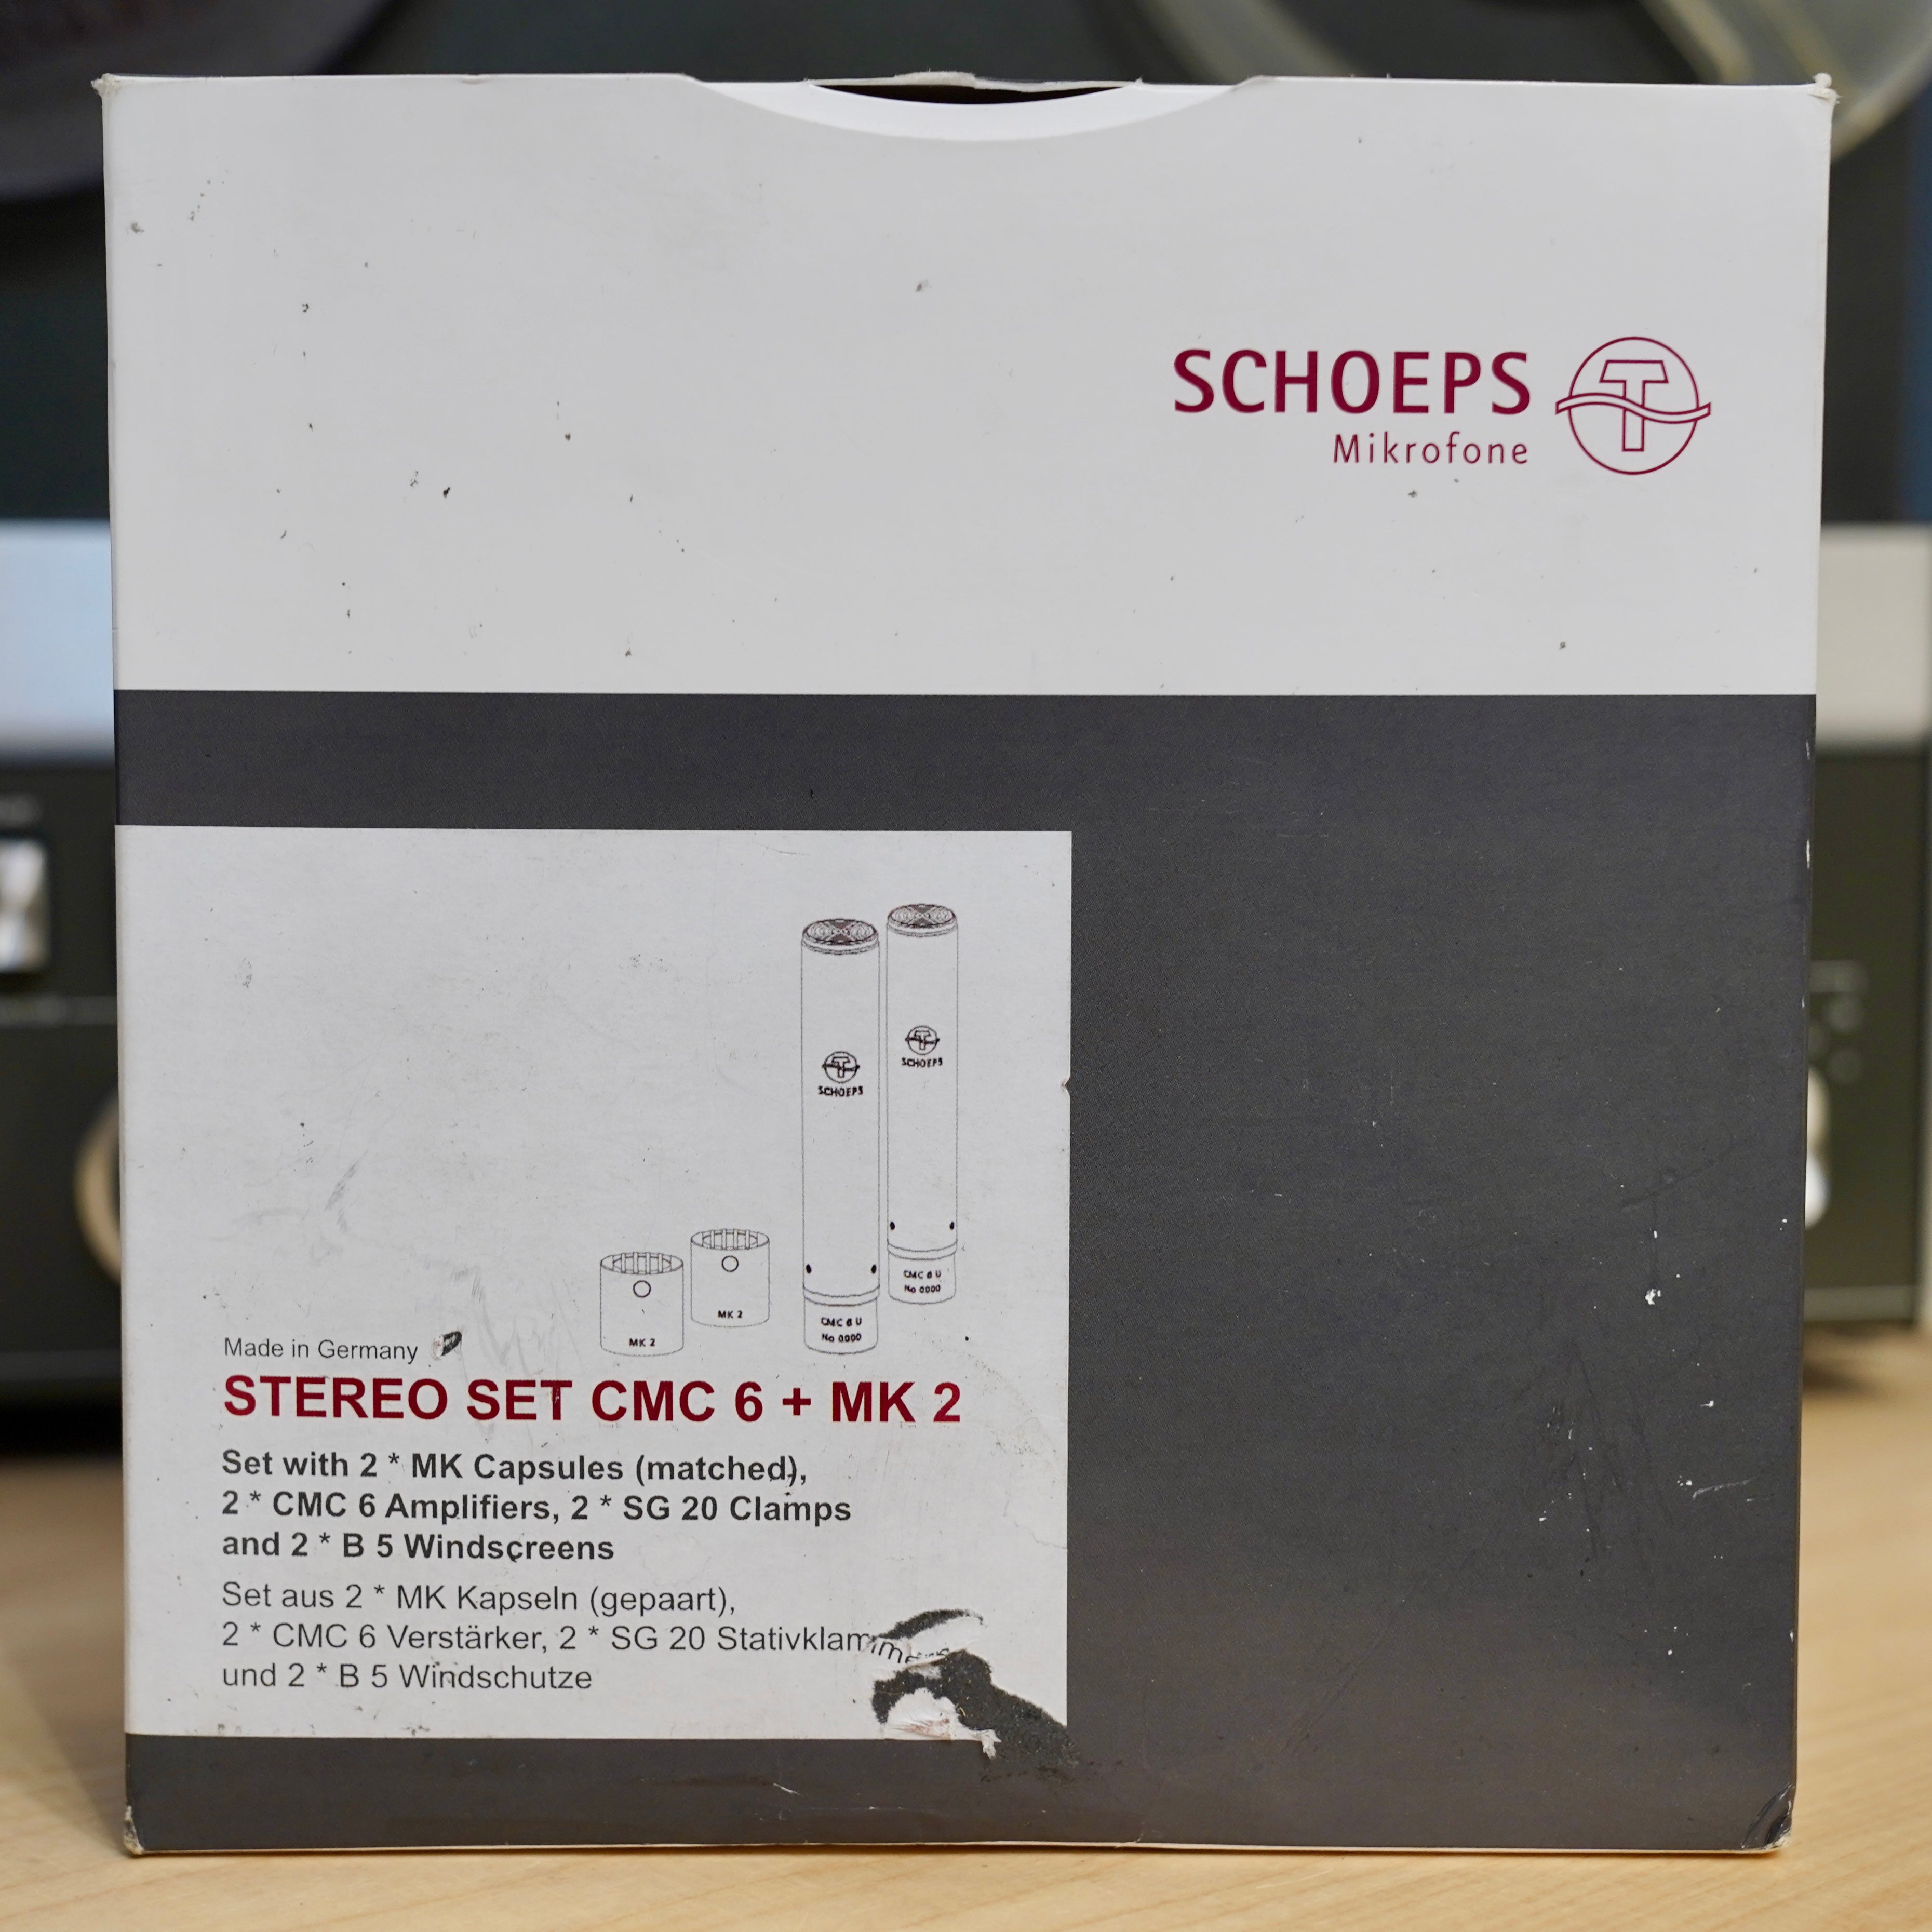 SCHOEPS
Mikrofone
SCHOEPS
SCHOEPS
MK 2
MK 2
CMC 6 U
No 0000
CMC 6 U
No 0000
Made in Germany
STEREO SET CMC 6 + MK 2
Set with 2 * MK Capsules (matched),
2 * CMC 6 Amplifiers, 2 * SG 20 Clamps
and 2 * B 5 Windscreens
Set aus 2 * MK Kapseln (gepaart),
2 * CMC 6 Verstärker, 2 * SG 20 Stativklammern
und 2 * B 5 Windschutze